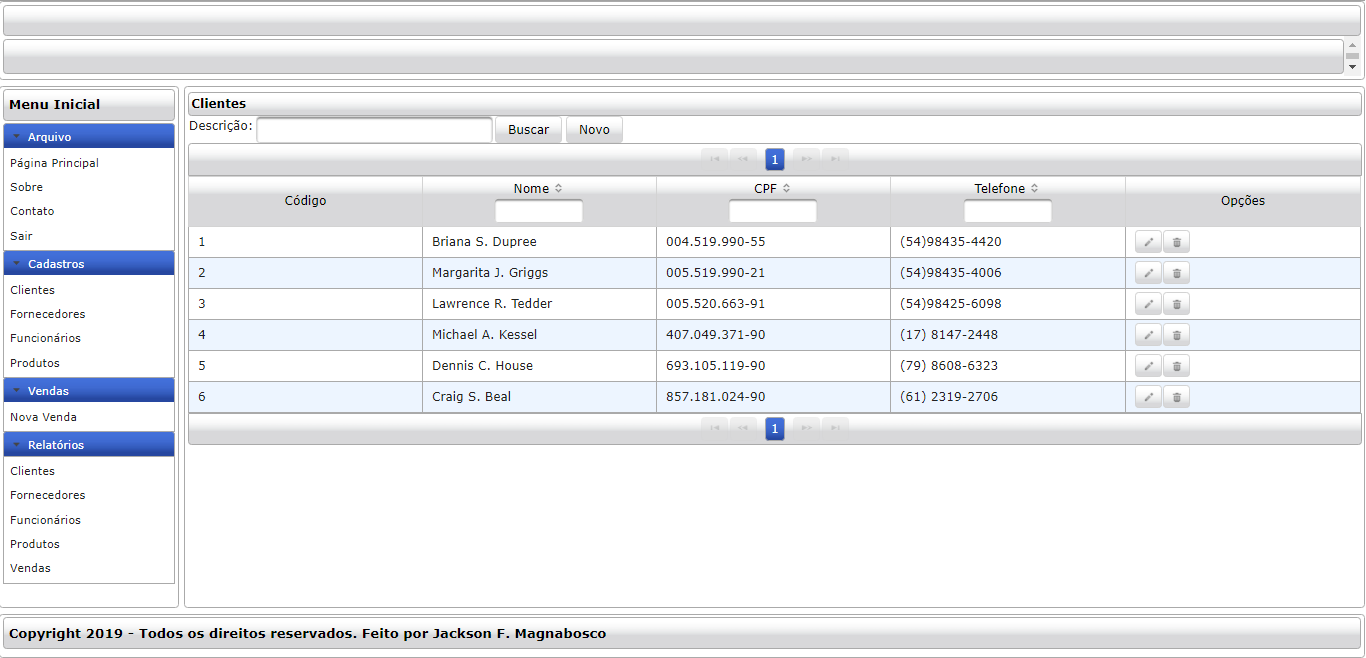 Menu Inicial
Arquivo
Página Principal
Sobre
Contato
Sair
Cadastros
Clientes
Fornecedores
Funcionários
Produtos
Vendas
Nova Venda
Relatórios
Clientes
Fornecedores
Funcionários
Produtos
Vendas
Clientes
Descrição: Buscar Novo
1
Código Nome CPF Telefone Opções
1 Briana S. Dupree 004.519.990-55 (54)98435-4420
2 Margarita J. Griggs 005.519.990-21 (54)98435-4006
3 Lawrence R. Tedder 005.520.663-91 (54)98425-6098
4 Michael A. Kessel 407.049.371-90 (17) 8147-2448
5 Dennis C. House 693.105.119-90 (79) 8608-6323
6 Craig S. Beal 857.181.024-90 (61) 2319-2706
1
Copyright 2019 - Todos os direitos reservados. Feito por Jackson F. Magnabosco